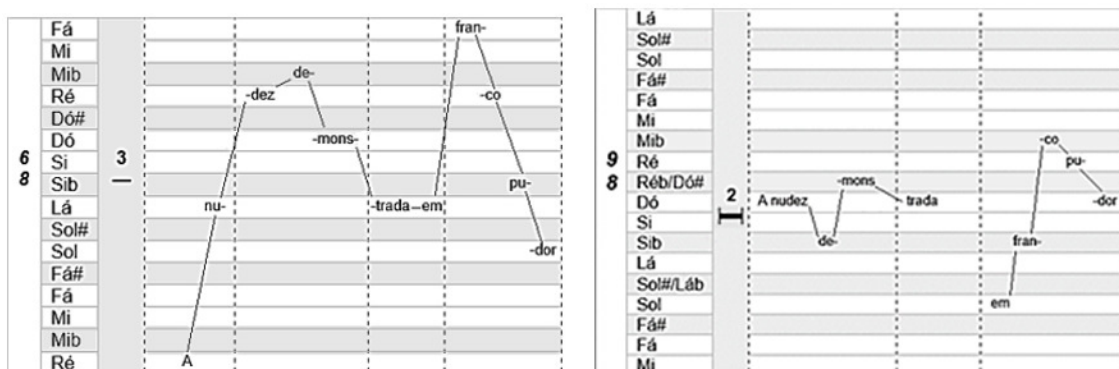 Fá fran-
Mi
Mib de-
Ré -dez -co
Dó#
Dó -mons-
6 Si 3
8 Sib pu-
Lá nu- -trada – em
Sol#
Sol -dor
Fá#
Fá
Mi
Mib
Ré A
Lá
Sol#
Sol
Fá#
Fá
Mi
Mib -co
9 Ré pu-
8 Réb/Dó# -mons
Dó 2 A nudez trada -dor
Si
Sib de- fran-
Lá
Sol#/Láb
Sol em
Fá#
Fá
Mi